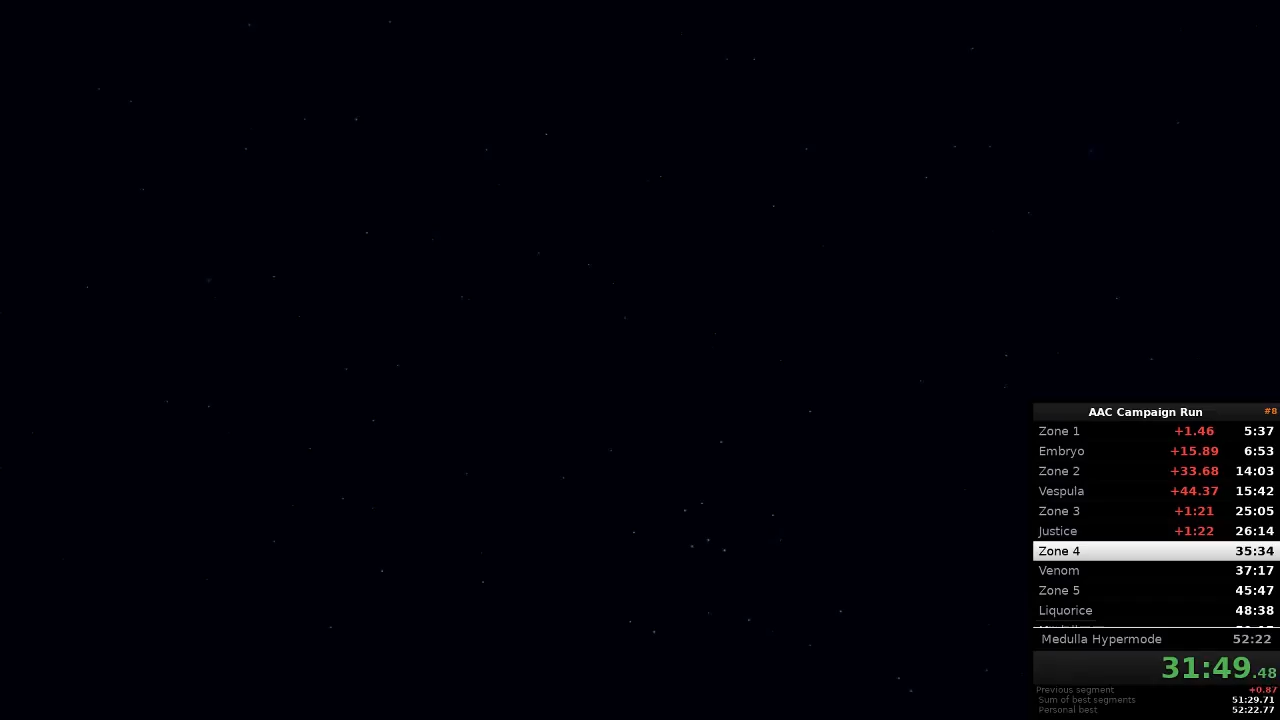 AAC Campaign Run #8
Zone 1 +1.46 5:37
Embryo +15.89 6:53
Zone 2 +33.68 14:03
Vespula +44.37 15:42
Zone 3 +1:21 25:05
Justice +1:22 26:14
Zone 4 35:34
Venom 37:17
Zone 5 45:47
Liquorice 48:38
Medulla Hypermode 52:22
31:49.48
Previous segment +0.87
Sum of best segments 51:29.71
Personal best 52:22.77